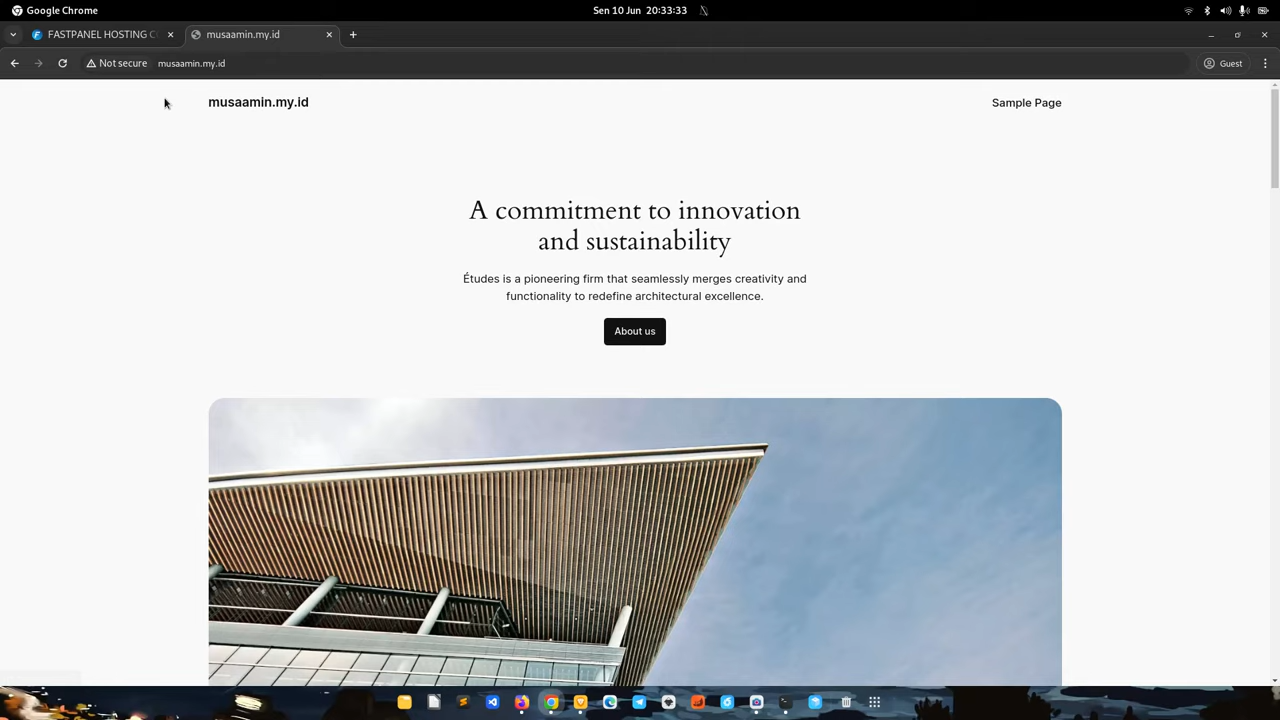 Google Chrome
Sen 10 Jun 20:33:33
FASTPANEL HOSTING C
musaamin.my.id
Not secure
musaamin.my.id
Guest
musaamin.my.id
Sample Page
A commitment to innovation
and sustainability
Études is a pioneering firm that seamlessly merges creativity and
functionality to redefine architectural excellence.
About us